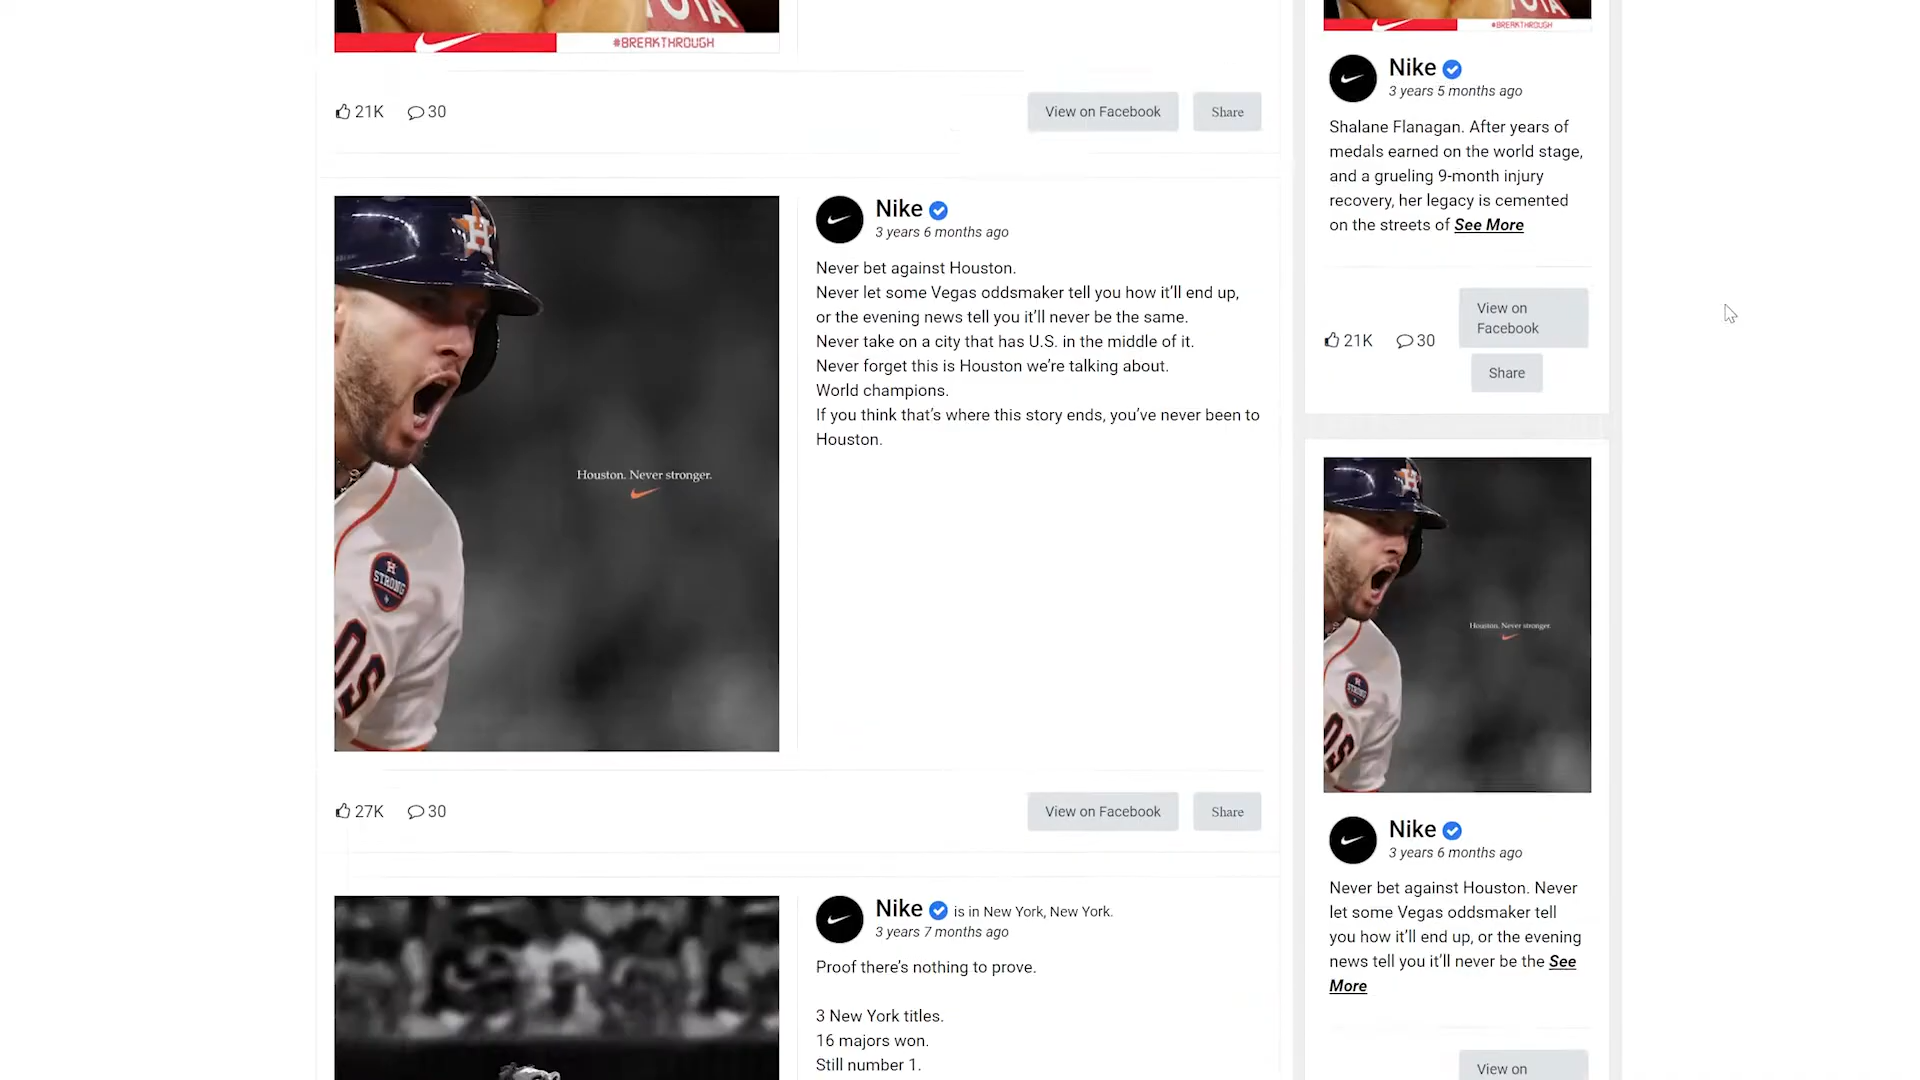 #BREAKTHROUGH
21K
30
View on Facebook
Share
H
Nike
3 years 6 months ago
Never bet against Houston.
Never let some Vegas oddsmaker tell you how it'll end up,
or the evening news tell you it'll never be the same.
Never take on a city that has U.S. in the middle of it.
Never forget this is Houston we're talking about.
World champions.
If you think that's where this story ends, you've never been to
Houston.
Houston. Never stronger.
H
STRONG
OS
27K
30
View on Facebook
Share
Nike is in New York, New York.
3 years 7 months ago
Proof there's nothing to prove.
3 New York titles.
16 majors won.
Still number 1.
#BREAKTHROUGH
Nike
3 years 5 months ago
Shalane Flanagan. After years of
medals earned on the world stage,
and a grueling 9-month injury
recovery, her legacy is cemented
on the streets of See More
21K
30
View on
Facebook
Share
H
Houston. Never stronger.
H
STRONG
OS
Nike
3 years 6 months ago
Never bet against Houston. Never
let some Vegas oddsmaker tell
you how it'll end up, or the evening
news tell you it'll never be the See
More
View on